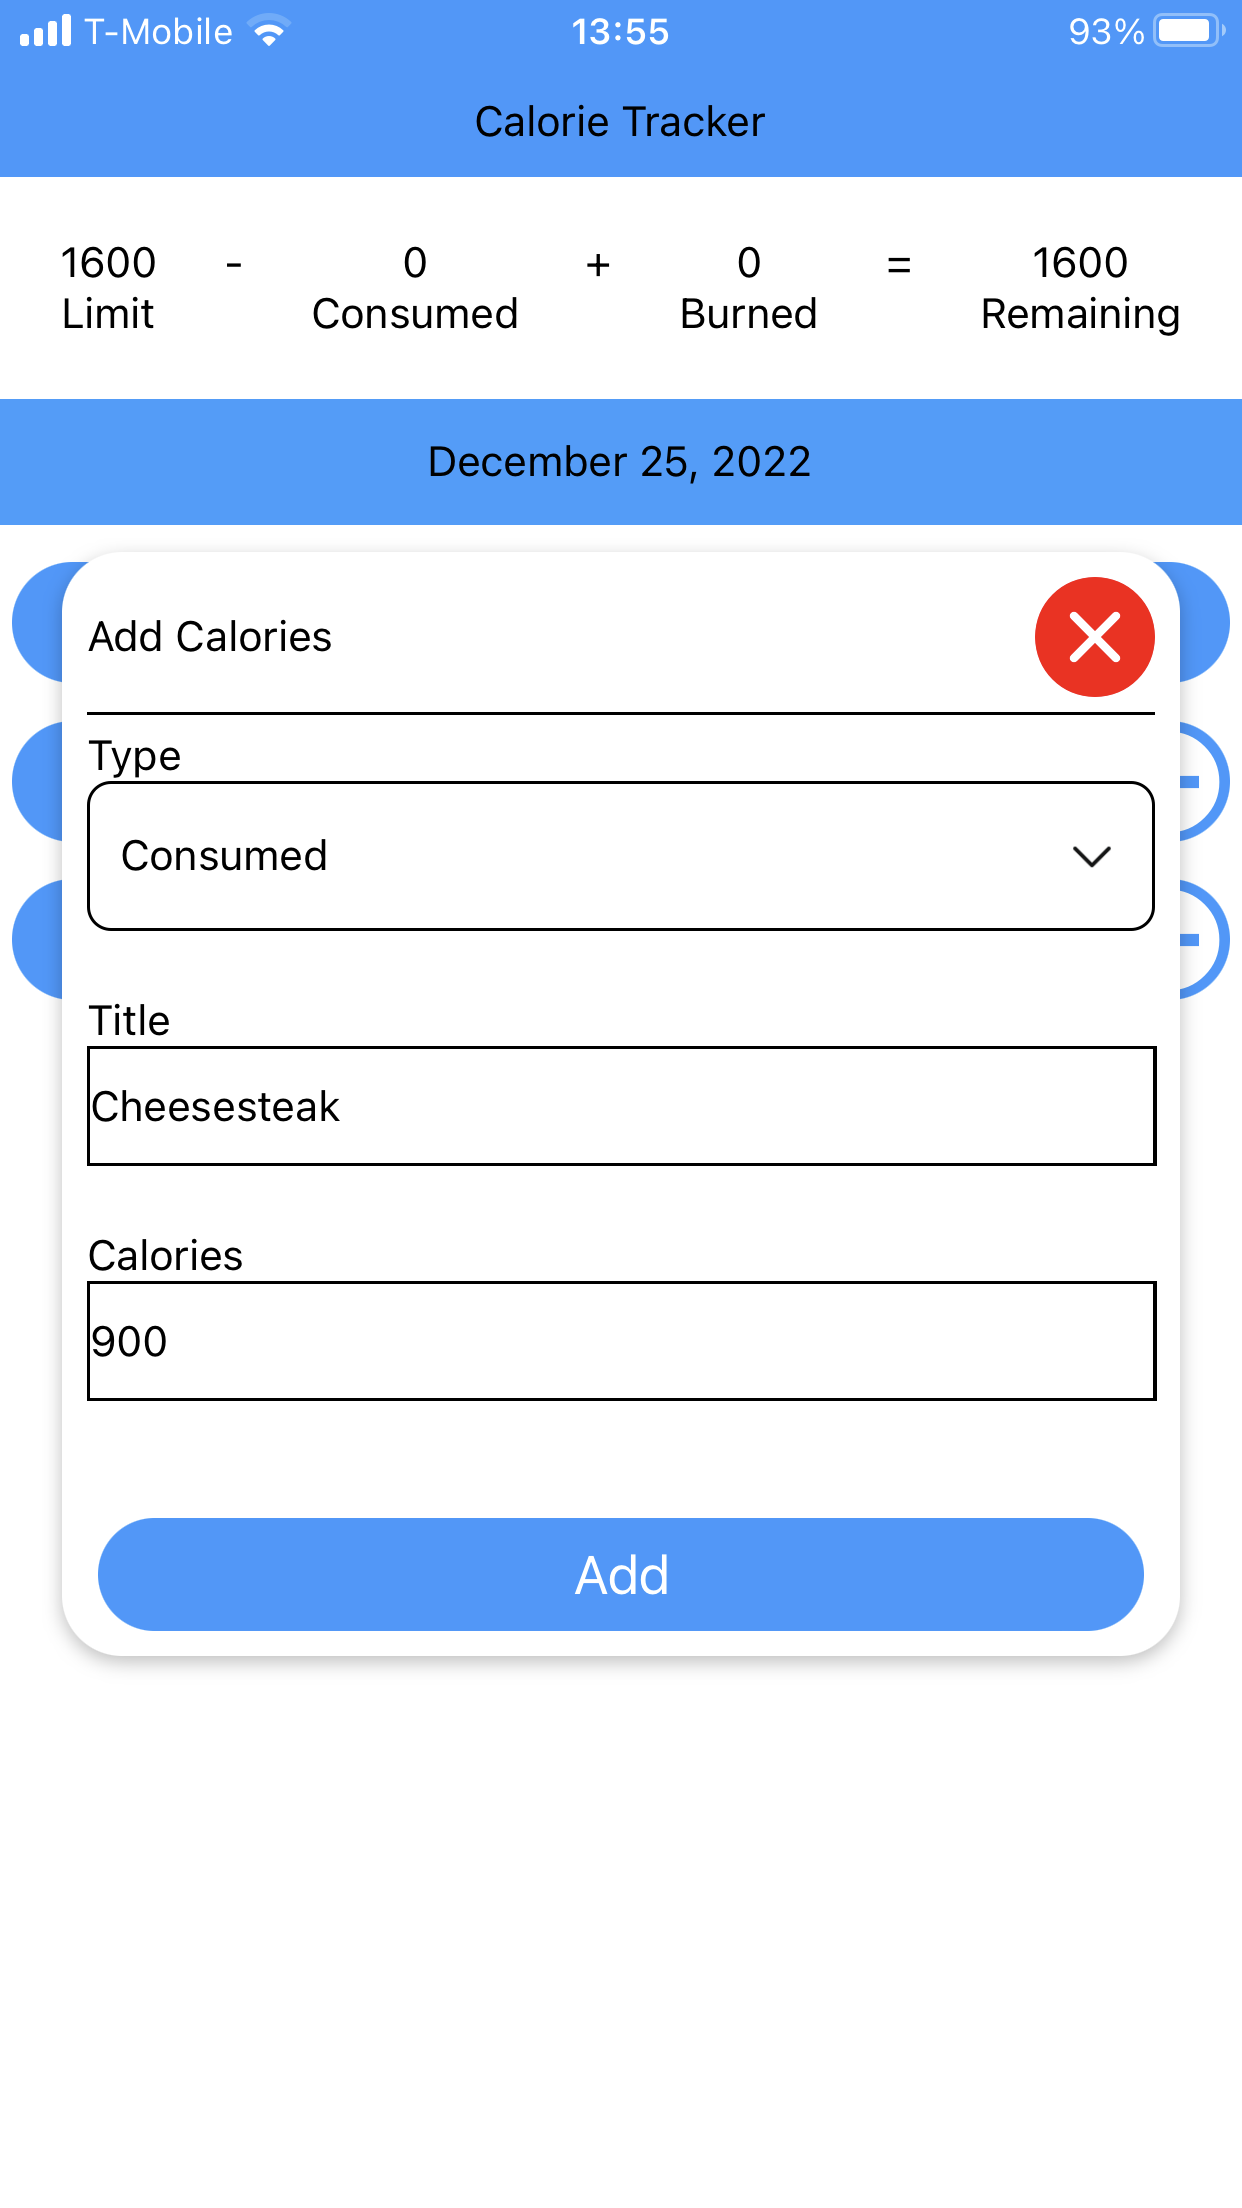 T-Mobile 13:55 93%
Calorie Tracker
1600 - 0 + 0 = 1600
Limit Consumed Burned Remaining
December 25, 2022
Add Calories
Type
Consumed
Title
Cheesesteak
Calories
900
Add